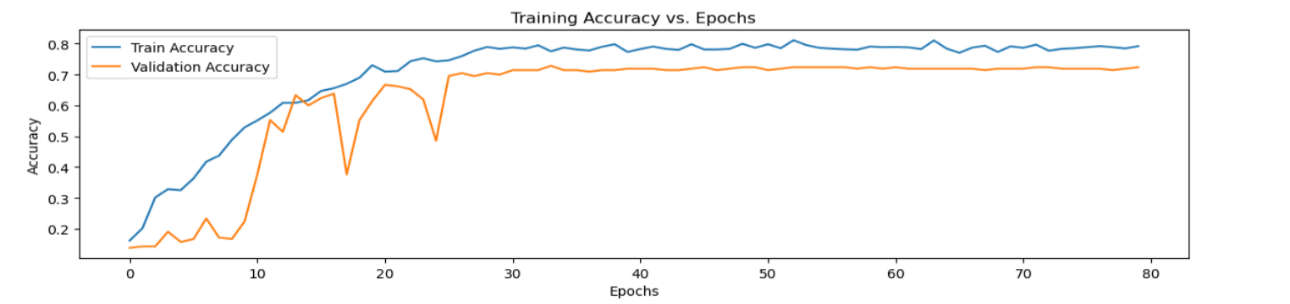 Training Accuracy vs. Epochs
Train Accuracy
Validation Accuracy
Accuracy
0.8
0.7
0.6
0.5
0.4
0.3
0.2
0 10 20 30 40 50 60 70 80
Epochs